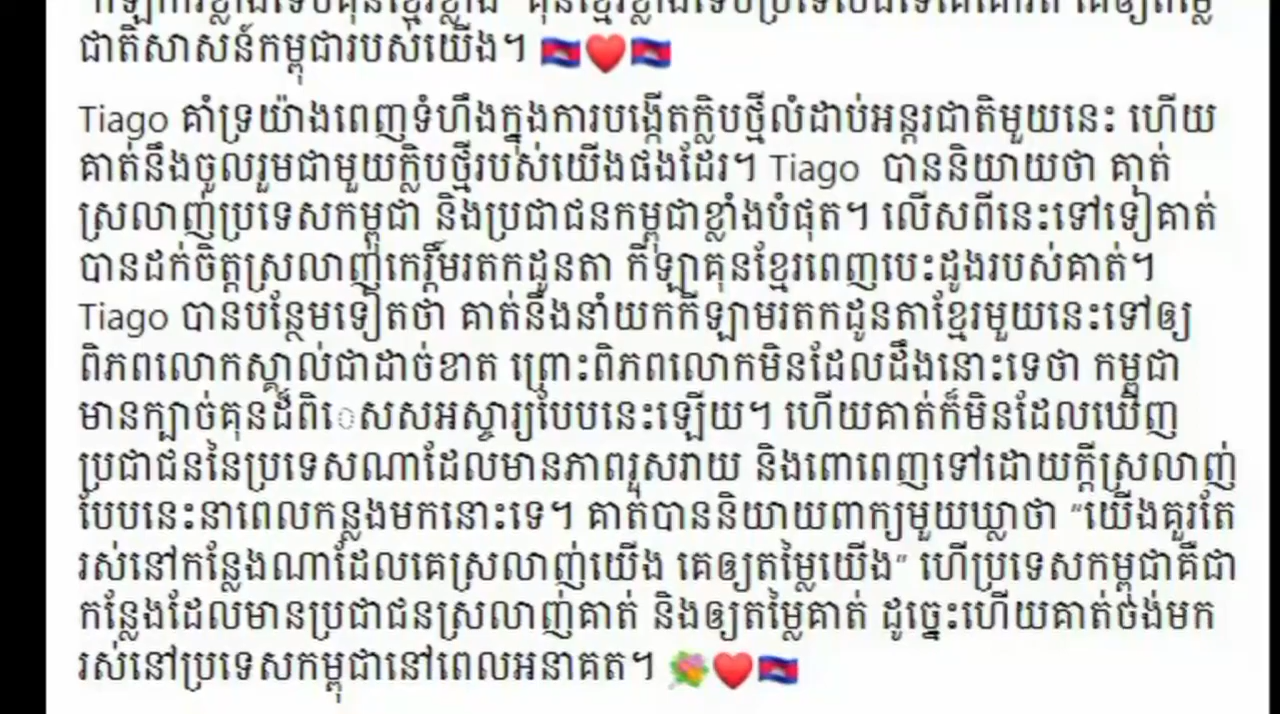 ជាតិសាសន៍កម្ពុជារបស់យើង។ 🇰🇭❤️🇰🇭
Tiago គាំទ្រយ៉ាងពេញទំហឹងក្នុងការបង្កើតក្លិបថ្មីលំដាប់អន្តរជាតិមួយនេះ ហើយ
គាត់នឹងចូលរួមជាមួយក្លិបថ្មីរបស់យើងផងដែរ។ Tiago បាននិយាយថា គាត់
ស្រលាញ់ប្រទេសកម្ពុជា និងប្រជាជនកម្ពុជាខ្លាំងបំផុត។ លើសពីនេះទៅទៀគាត់
បានដក់ចិត្តស្រលាញ់កេរ្តឹមរតកដូនតា កីឡាគុនខ្មែរពេញបេះដូងរបស់គាត់។
Tiago បានបន្ថែមទៀតថា គាត់នឹងនាំយកកីឡាមរតកដូនតាខ្មែរមួយនេះទៅឲ្យ
ពិភពលោកស្គាល់ជាដាច់ខាត ព្រោះពិភពលោកមិនដែលដឹងនោះទេថា កម្ពុជា
មានក្បាច់គុនដ៏ពិេសសអស្ចារ្យបែបនេះឡើយ។ ហើយគាត់ក៏មិនដែលឃើញ
ប្រជាជននៃប្រទេសណាដែលមានភាពរួសរាយ និងពោពេញទៅដោយក្តីស្រលាញ់
បែបនេះនាពេលកន្លងមកនោះទេ។ គាត់បាននិយាយពាក្យមួយឃ្លាថា “យើងគួរតែ
រស់នៅកន្លែងណាដែលគេស្រលាញ់យើង គេឲ្យតម្លៃយើង” ហើប្រទេសកម្ពុជាគឺជា
កន្លែងដែលមានប្រជាជនស្រលាញ់គាត់ និងឲ្យតម្លៃគាត់ ដូច្នេះហើយគាត់ចង់មក
រស់នៅប្រទេសកម្ពុជានៅពេលអនាគត។ 💐❤️🇰🇭